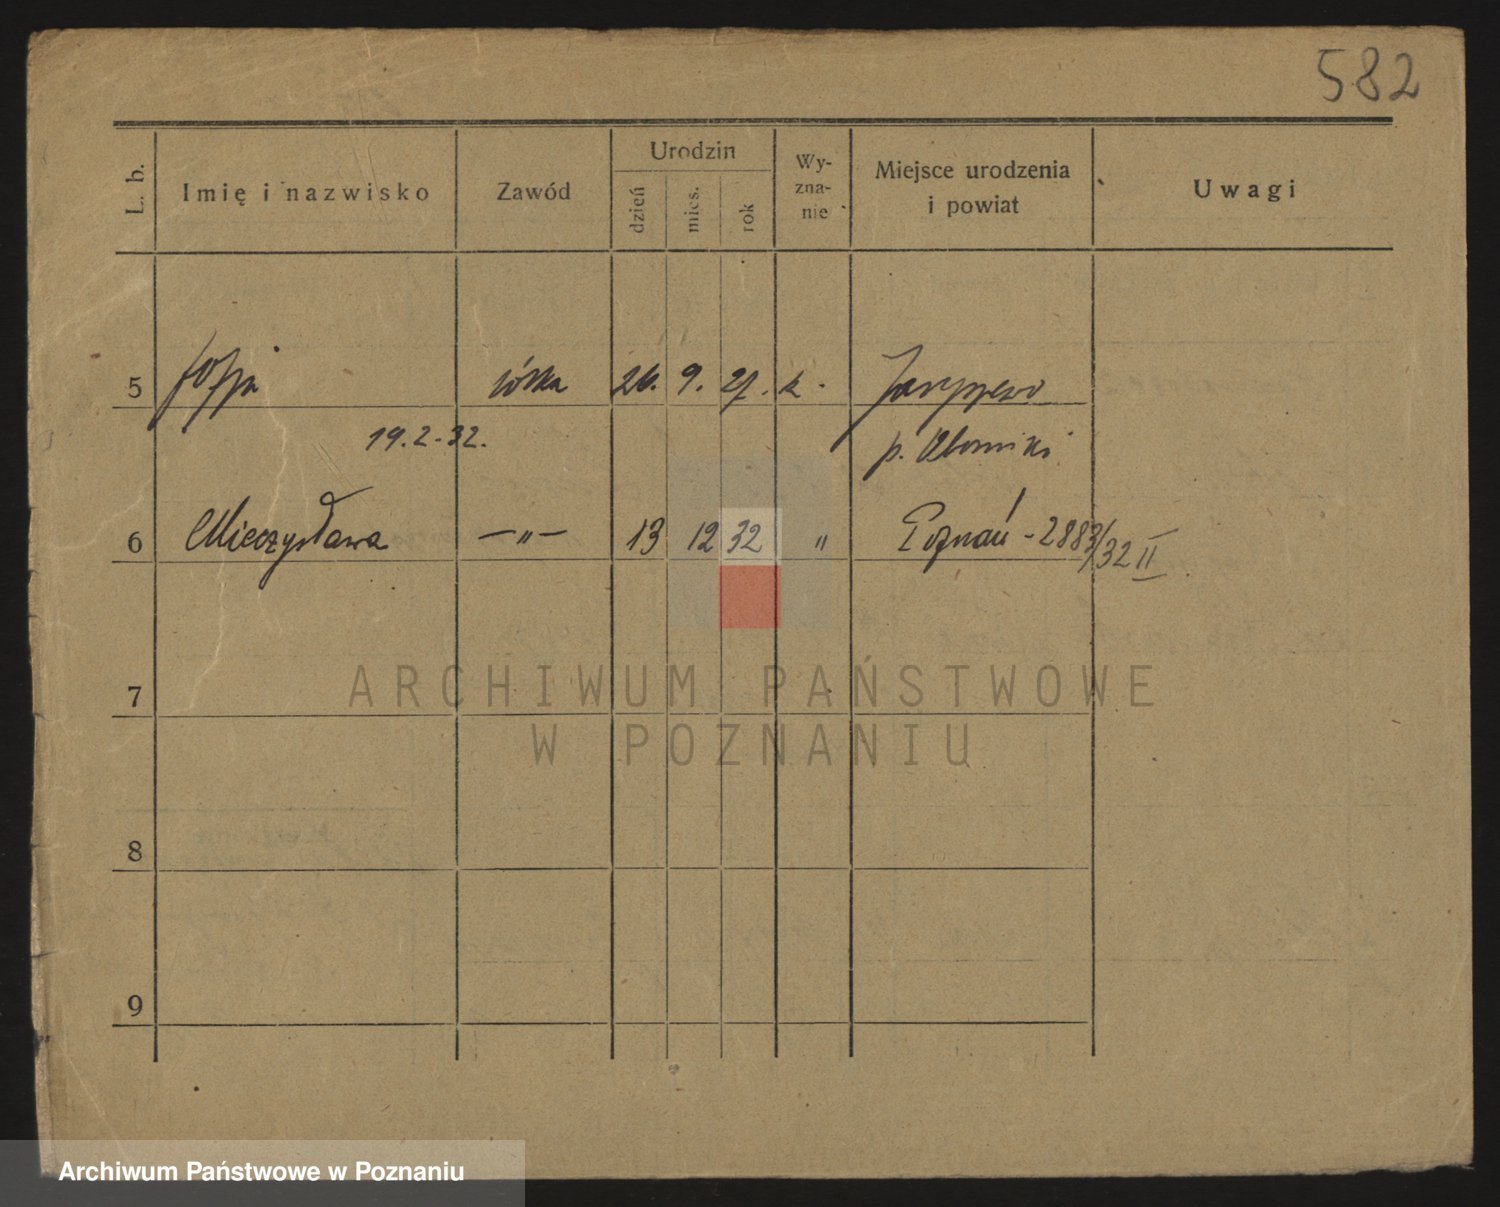 582
L. b. Imię i nazwisko Zawód Urodzin dzień mies. rok Wy-zna-nie Miejsce urodzenia i powiat Uwagi
5 Zofja córka 26. 9. 27. k.
19.2-32. p. Oborniki
6 Mieczysława —„— 13 12 32 „ Poznań - 2883/32 II
7
ARCHIWUM PAŃSTWOWE
W POZNANIU
8
9
Archiwum Państwowe w Poznaniu